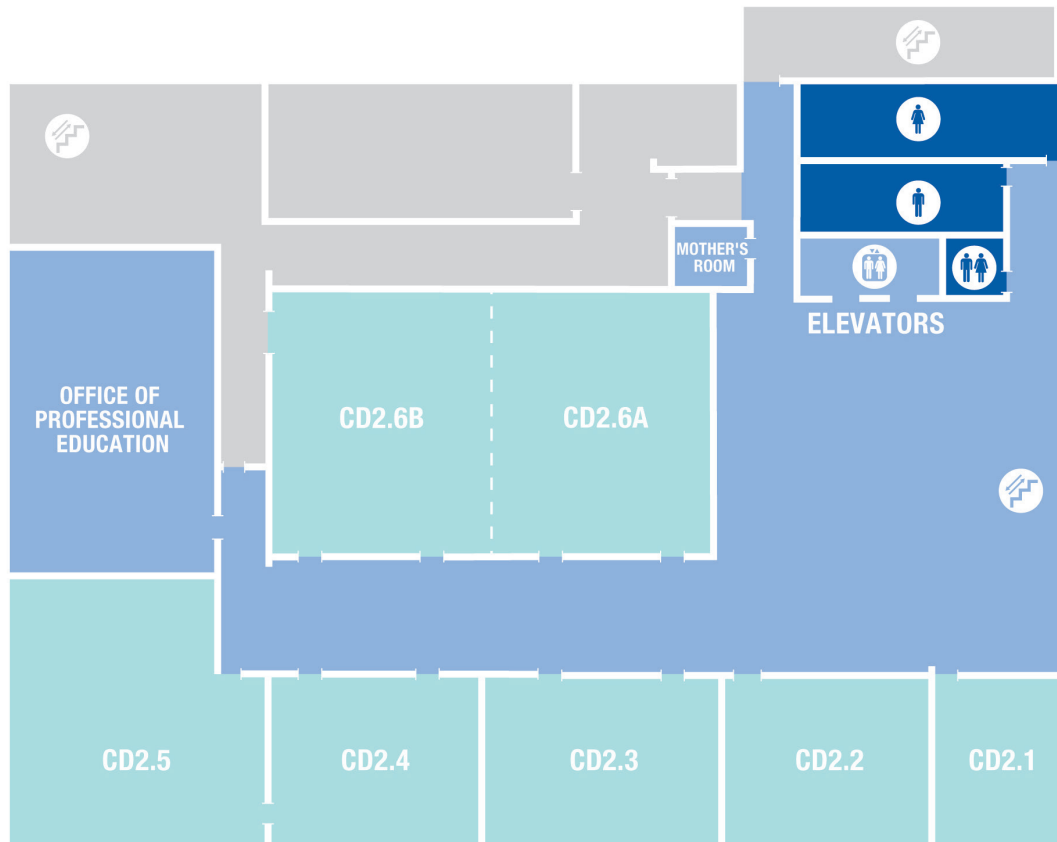 MOTHER'S
ROOM
ELEVATORS
OFFICE OF
PROFESSIONAL
EDUCATION
CD2.6B
CD2.6A
CD2.5
CD2.4
CD2.3
CD2.2
CD2.1